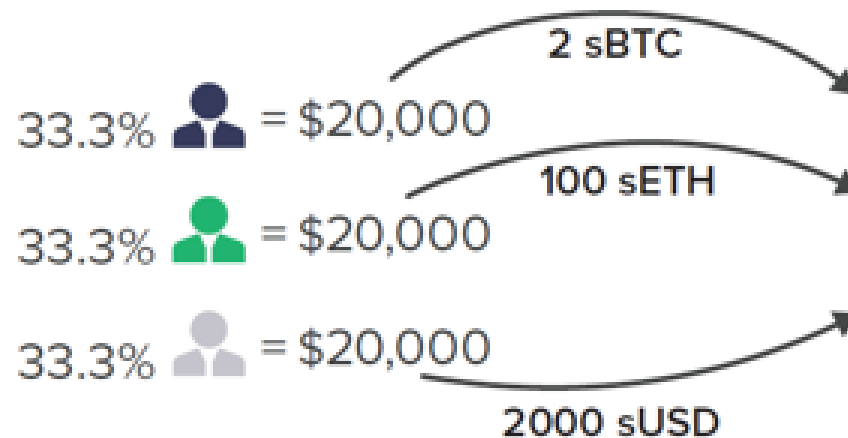 2 sBTC
33.3% = $20,000
100 sETH
33.3% = $20,000
33.3% = $20,000
2000 sUSD